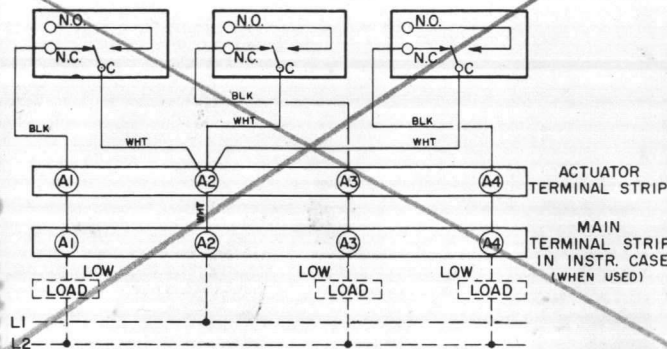 N.O. N.O. N.O.
N.C. N.C. N.C.
C C C
BLK
BLK WHT BLK
WHT WHT
A1 A2 A3 A4 ACTUATOR
TERMINAL STRIP
WHT
MAIN
A1 A2 A3 A4 TERMINAL STRIP
IN INSTR. CASE
(WHEN USED)
LOW LOW LOW
LOAD LOAD LOAD
L1
L2